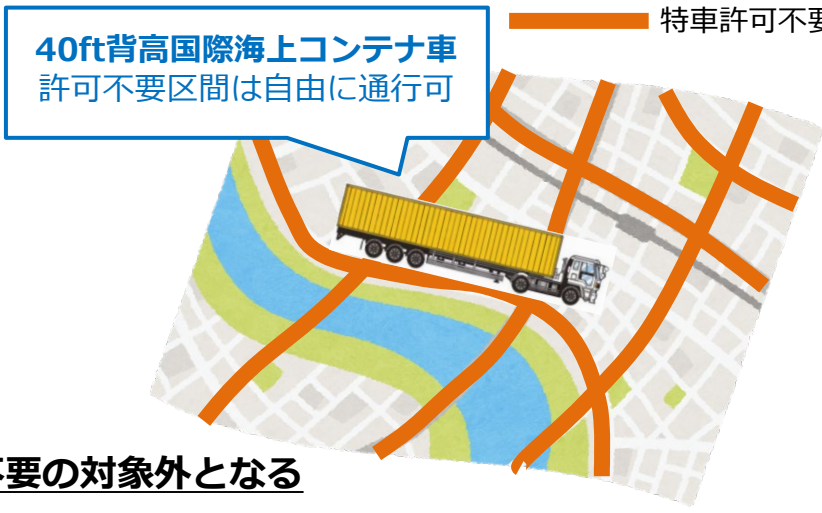 特車許可不要
40ft背高国際海上コンテナ車
許可不要区間は自由に通行可
要の対象外となる